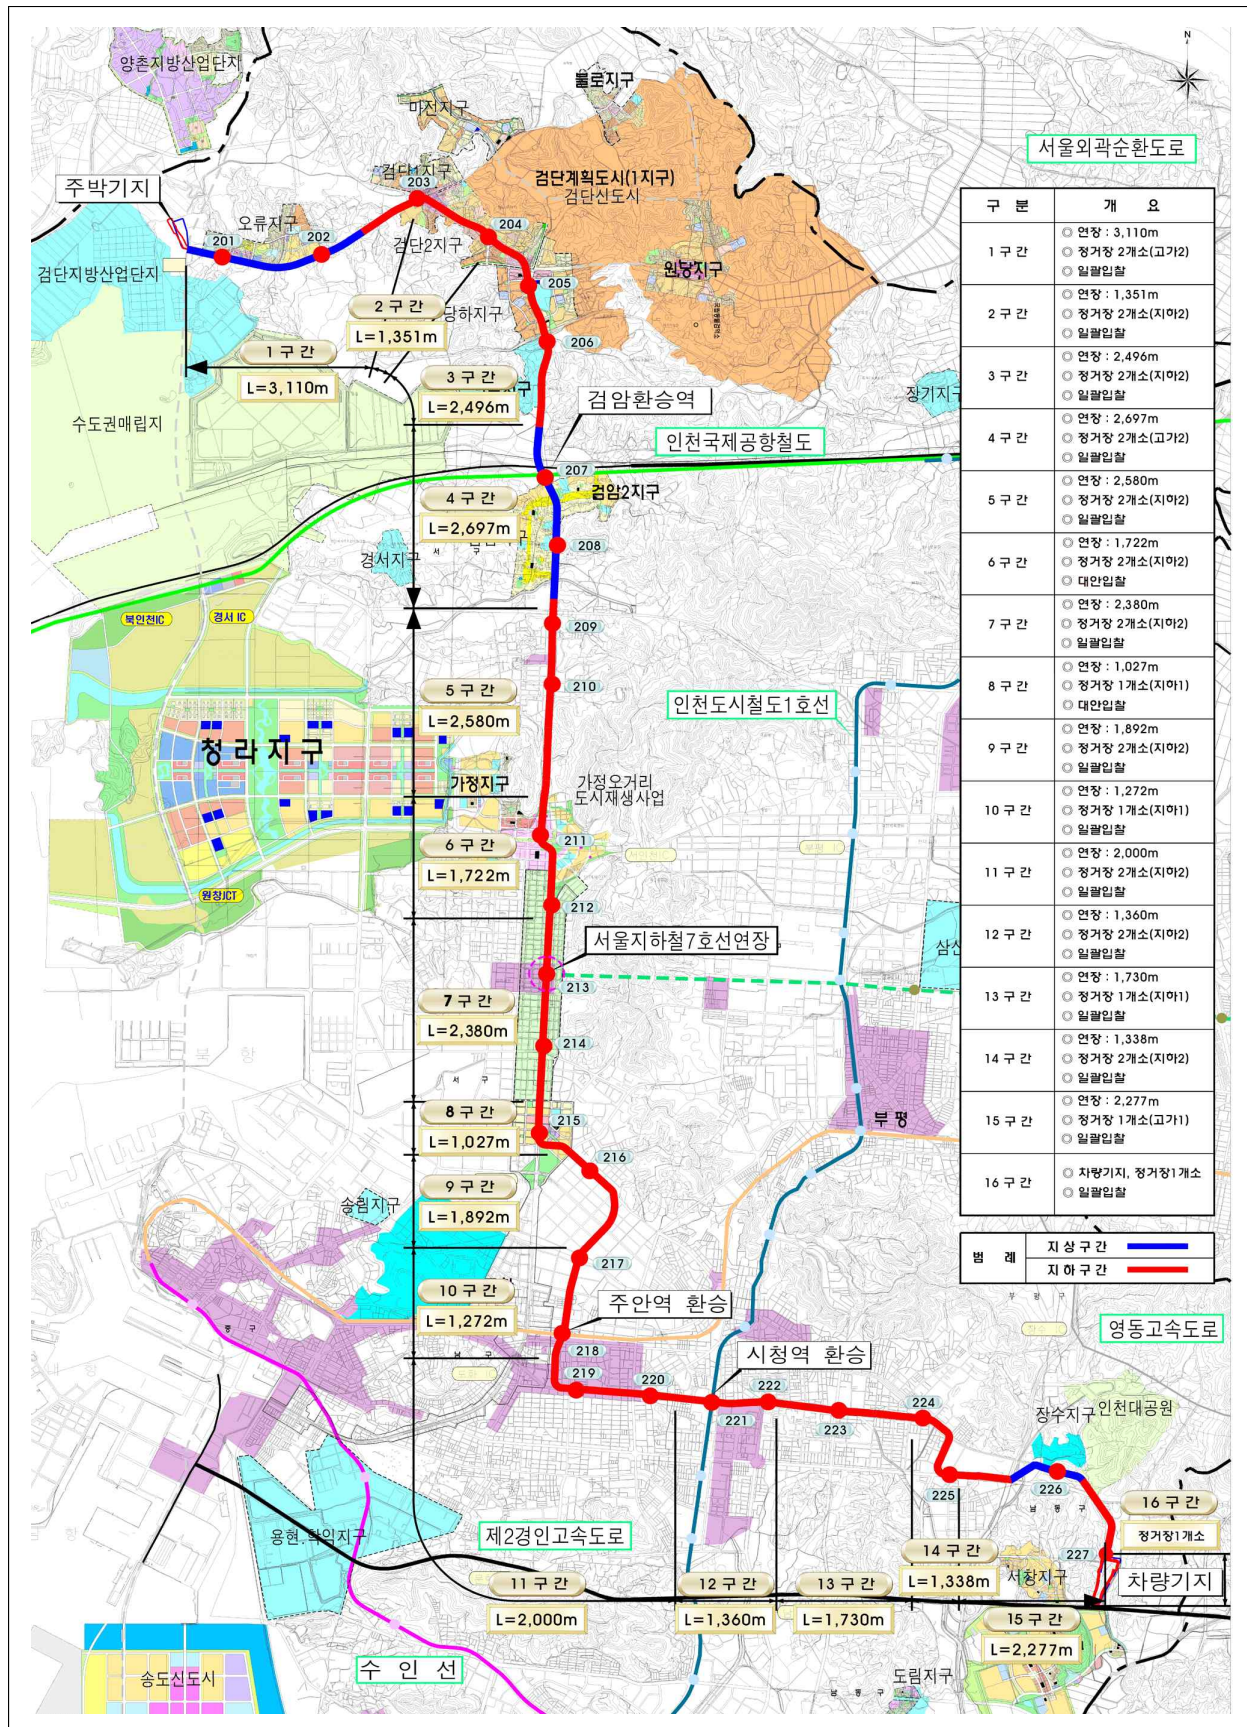 N
양촌지방산업단지
불로지구
마전지구
서울외곽순환도로
검단1지구
203
검단계획도시(1지구)
검단신도시
주박기지
오류지구
204
201
202
검단2지구
원당지구
검단지방산업단지
205
2 구 간
당하지구
L=1,351m
206
1 구 간
L=3,110m
3 구 간
L=2,496m
검암환승역
장기지구
수도권매립지
인천국제공항철도
207
4 구 간
검암2지구
L=2,697m
서 구
208
경서지구
북인천IC
경서 IC
209
5 구 간
210
L=2,580m
인천도시철도1호선
청라지구
가정지구
가정오거리
도시재생사업
6 구 간
211
L=1,722m
원창JCT
212
서울지하철7호선연장
213
7 구 간
L=2,380m
214
북 항
서 구
8 구 간
215
L=1,027m
부평
216
9 구 간
송림지구
L=1,892m
217
10 구 간
L=1,272m
주안역 환승
218
중 구
남 구
시청역 환승
영동고속도로
219
220
221
222
223
224
장수지구
인천대공원
225
226
남 동 구
227
16 구 간
정거장1개소
용현.학익지구
제2경인고속도로
14 구 간
L=1,338m
서창지구
차량기지
11 구 간
L=2,000m
12 구 간
L=1,360m
13 구 간
L=1,730m
15 구 간
L=2,277m
수 인 선
송도신도시
도림지구
남 동 구
구 분 개 요
1 구 간
◎ 연장 : 3,110m
◎ 정거장 2개소(고가2)
◎ 일괄입찰
2 구 간
◎ 연장 : 1,351m
◎ 정거장 2개소(지하2)
◎ 일괄입찰
3 구 간
◎ 연장 : 2,496m
◎ 정거장 2개소(지하2)
◎ 일괄입찰
4 구 간
◎ 연장 : 2,697m
◎ 정거장 2개소(고가2)
◎ 일괄입찰
5 구 간
◎ 연장 : 2,580m
◎ 정거장 2개소(지하2)
◎ 일괄입찰
6 구 간
◎ 연장 : 1,722m
◎ 정거장 2개소(지하2)
◎ 대안입찰
7 구 간
◎ 연장 : 2,380m
◎ 정거장 2개소(지하2)
◎ 일괄입찰
8 구 간
◎ 연장 : 1,027m
◎ 정거장 1개소(지하1)
◎ 대안입찰
9 구 간
◎ 연장 : 1,892m
◎ 정거장 2개소(지하2)
◎ 일괄입찰
10 구 간
◎ 연장 : 1,272m
◎ 정거장 1개소(지하1)
◎ 일괄입찰
11 구 간
◎ 연장 : 2,000m
◎ 정거장 2개소(지하2)
◎ 일괄입찰
12 구 간
◎ 연장 : 1,360m
◎ 정거장 2개소(지하2)
◎ 일괄입찰
13 구 간
◎ 연장 : 1,730m
◎ 정거장 1개소(지하1)
◎ 일괄입찰
14 구 간
◎ 연장 : 1,338m
◎ 정거장 2개소(지하2)
◎ 일괄입찰
15 구 간
◎ 연장 : 2,277m
◎ 정거장 1개소(고가1)
◎ 일괄입찰
16 구 간
◎ 차량기지, 정거장1개소
◎ 일괄입찰
범 례
지상구간
지하구간